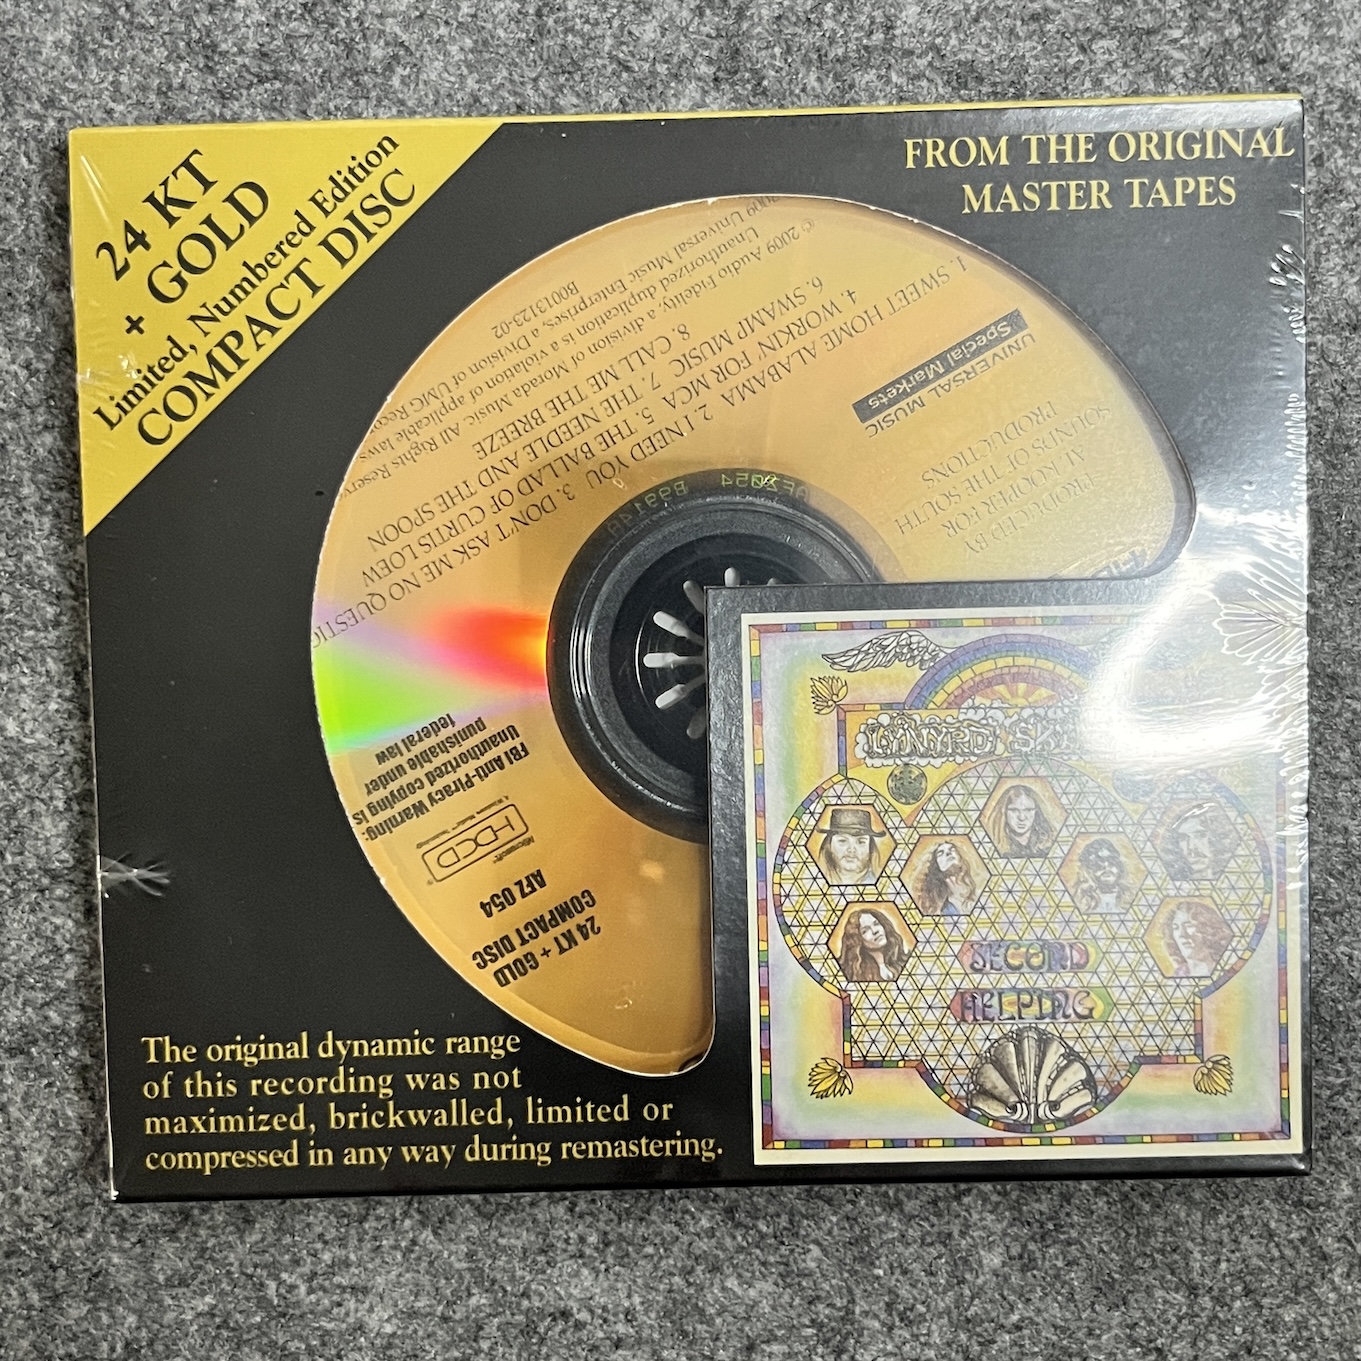 24 KT
+ GOLD
Limited, Numbered Edition
COMPACT DISC
FROM THE ORIGINAL
MASTER TAPES
PRODUCED BY
AL KOOPER FOR
SOUNDS OF THE SOUTH
PRODUCTIONS
UNIVERSAL MUSIC
Special Markets
1. SWEET HOME ALABAMA 2. I NEED YOU 3. DON'T ASK ME NO
4. WORKIN' FOR MCA 5. THE BALLAD OF CURTIS LOEW
6. SWAMP MUSIC 7. THE NEEDLE AND THE SPOON
8. CALL ME THE BREEZE
℗ 2009 Audio Fidelity, a division of Morada Music. All Rights
Unauthorized duplication is a violation of applicable laws.
2009 Universal Music Enterprises, a Division of UMG
B0013123-02
AFZ054
FBI Anti-Piracy Warning:
Unauthorized copying is
punishable under
federal law
Microsoft
HDCD
AFZ 054
24 KT + GOLD
COMPACT DISC
LYNYRD
SECOND
HELPING
The original dynamic range
of this recording was not
maximized, brickwalled, limited or
compressed in any way during remastering.